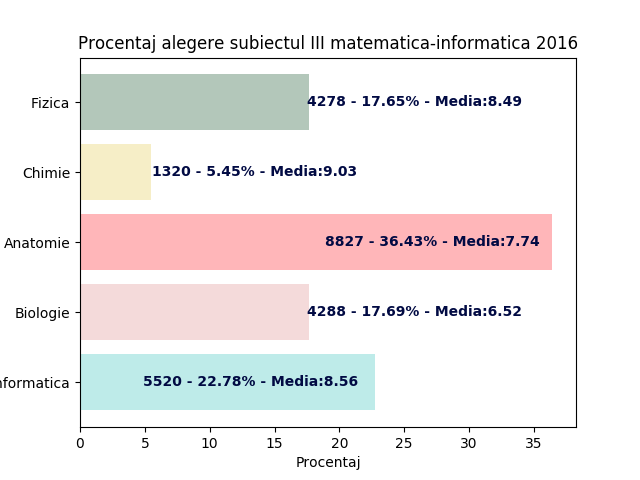 Procentaj alegere subiectul III matematica-informatica 2016
Fizica 4278 - 17.65% - Media:8.49
Chimie 1320 - 5.45% - Media:9.03
Anatomie 8827 - 36.43% - Media:7.74
Biologie 4288 - 17.69% - Media:6.52
nformatica 5520 - 22.78% - Media:8.56
0 5 10 15 20 25 30 35
Procentaj